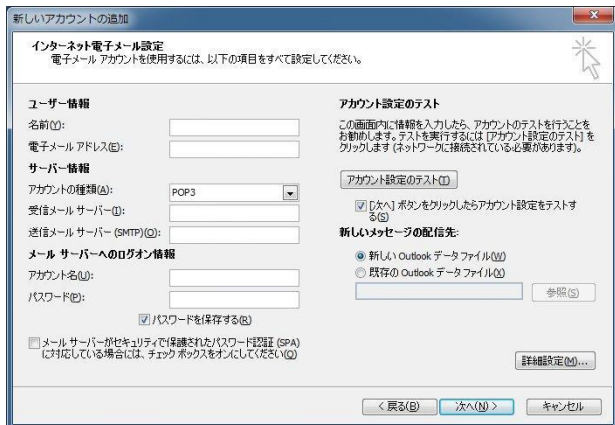 新しいアカウントの追加
インターネット電子メール設定
電子メール アカウントを使用するには、以下の項目をすべて設定してください。
ユーザー情報
名前(Y):
電子メール アドレス(E):
サーバー情報
アカウントの種類(A):
POP3
受信メール サーバー(I):
送信メール サーバー (SMTP)(O):
メール サーバーへのログオン情報
アカウント名(U):
パスワード(P):
パスワードを保存する(R)
メール サーバーがセキュリティで保護されたパスワード認証 (SPA)
に対応している場合には、チェック ボックスをオンにしてください(Q)
アカウント設定のテスト
この画面内に情報を入力したら、アカウントのテストを行うことを
お勧めします。テストを実行するには [アカウント設定のテスト] を
クリックします (ネットワークに接続されている必要があります)。
アカウント設定のテスト(T)
[次へ] ボタンをクリックしたらアカウント設定をテストす
る(S)
新しいメッセージの配信先:
新しい Outlook データ ファイル(W)
既存の Outlook データ ファイル(X)
参照(S)
詳細設定(M)...
< 戻る(B)
次へ(N) >
キャンセル